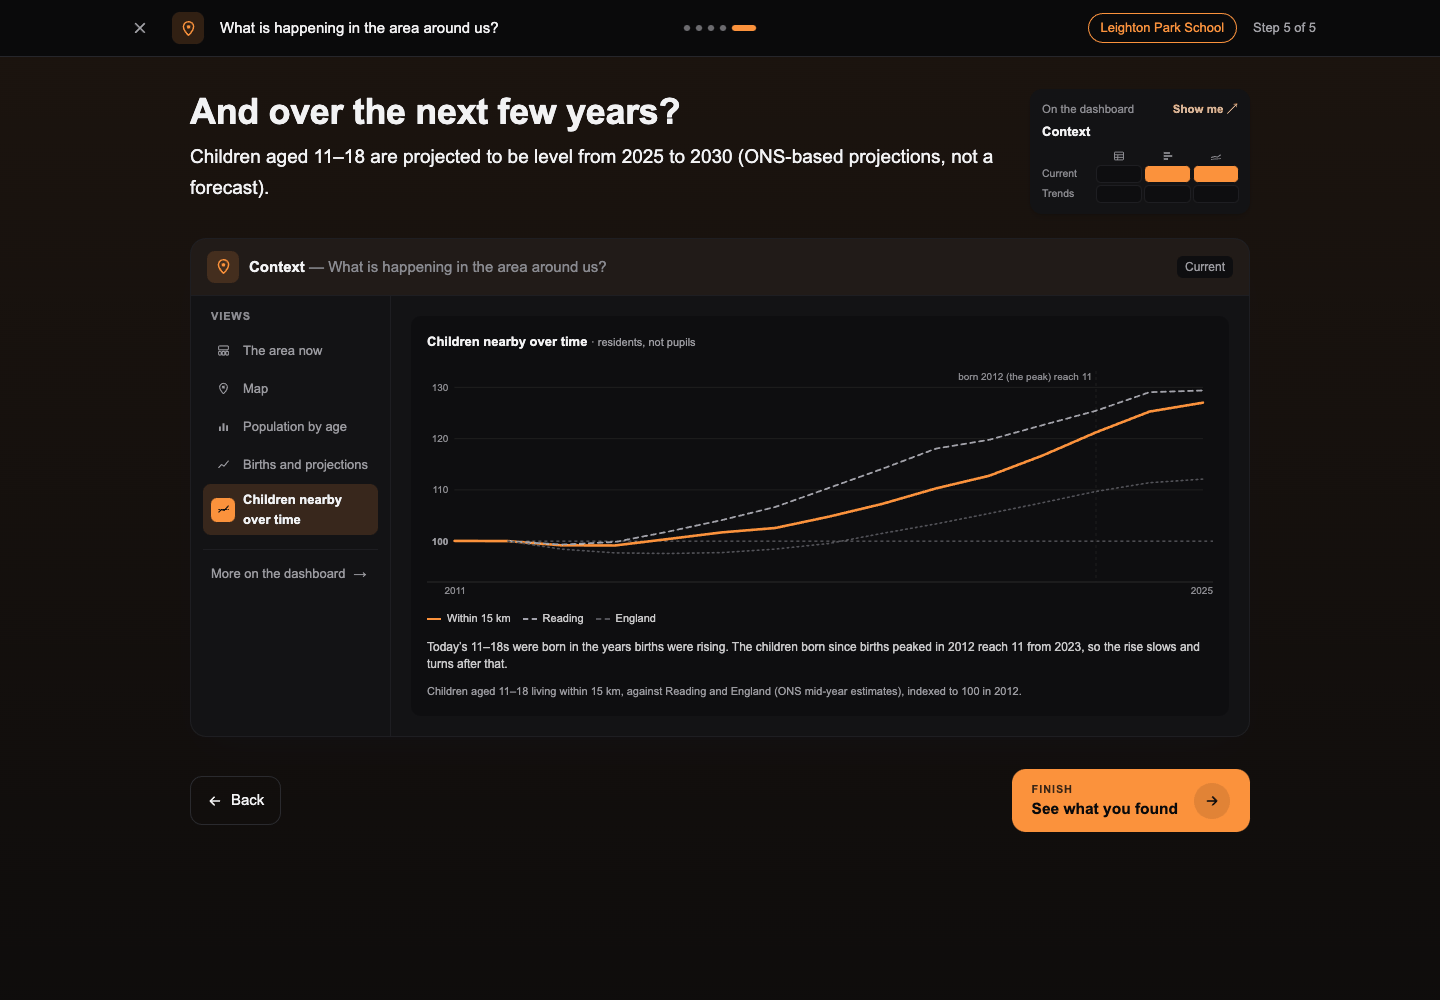 What is happening in the area around us?
Leighton Park School
Step 5 of 5
And over the next few years?
Children aged 11–18 are projected to be level from 2025 to 2030 (ONS-based projections, not a
forecast).
On the dashboard
Show me ↗
Context
Current
Trends
Context — What is happening in the area around us?
Current
VIEWS
The area now
Map
Population by age
Births and projections
Children nearby
over time
More on the dashboard →
Children nearby over time · residents, not pupils
born 2012 (the peak) reach 11
130
120
110
100
2011
2025
Within 15 km
Reading
England
Today's 11–18s were born in the years births were rising. The children born since births peaked in 2012 reach 11 from 2023, so the rise slows and
turns after that.
Children aged 11–18 living within 15 km, against Reading and England (ONS mid-year estimates), indexed to 100 in 2012.
← Back
FINISH
See what you found →